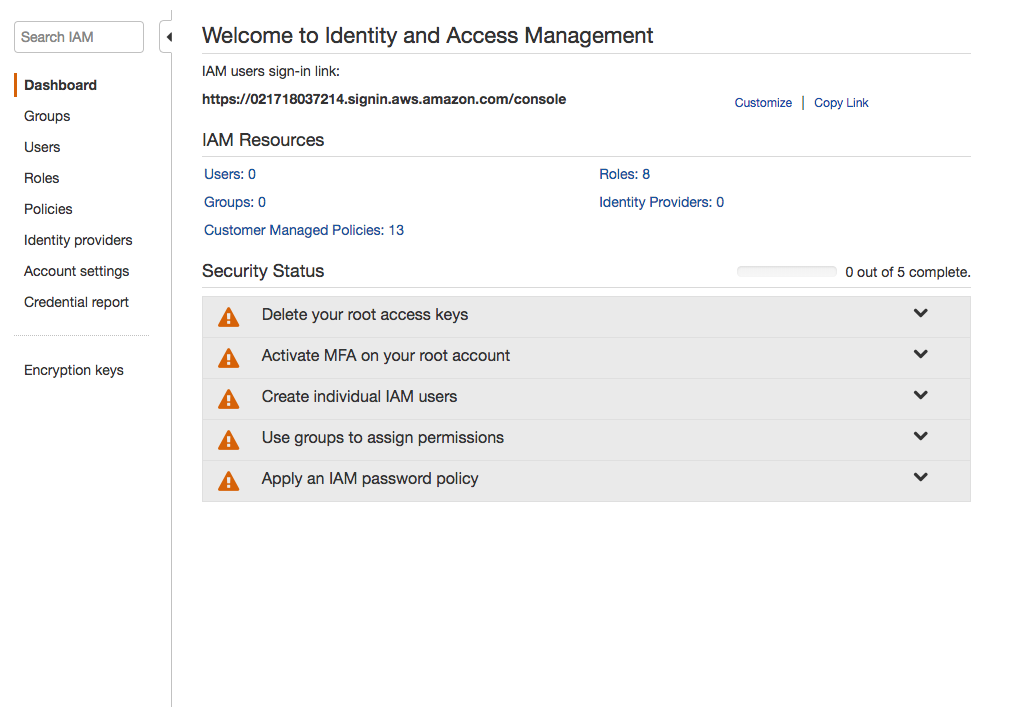 Search IAM
Dashboard
Groups
Users
Roles
Policies
Identity providers
Account settings
Credential report
Encryption keys
Welcome to Identity and Access Management
IAM users sign-in link:
https://021718037214.signin.aws.amazon.com/console
Customize | Copy Link
IAM Resources
Users: 0
Roles: 8
Groups: 0
Identity Providers: 0
Customer Managed Policies: 13
Security Status
0 out of 5 complete.
Delete your root access keys
Activate MFA on your root account
Create individual IAM users
Use groups to assign permissions
Apply an IAM password policy